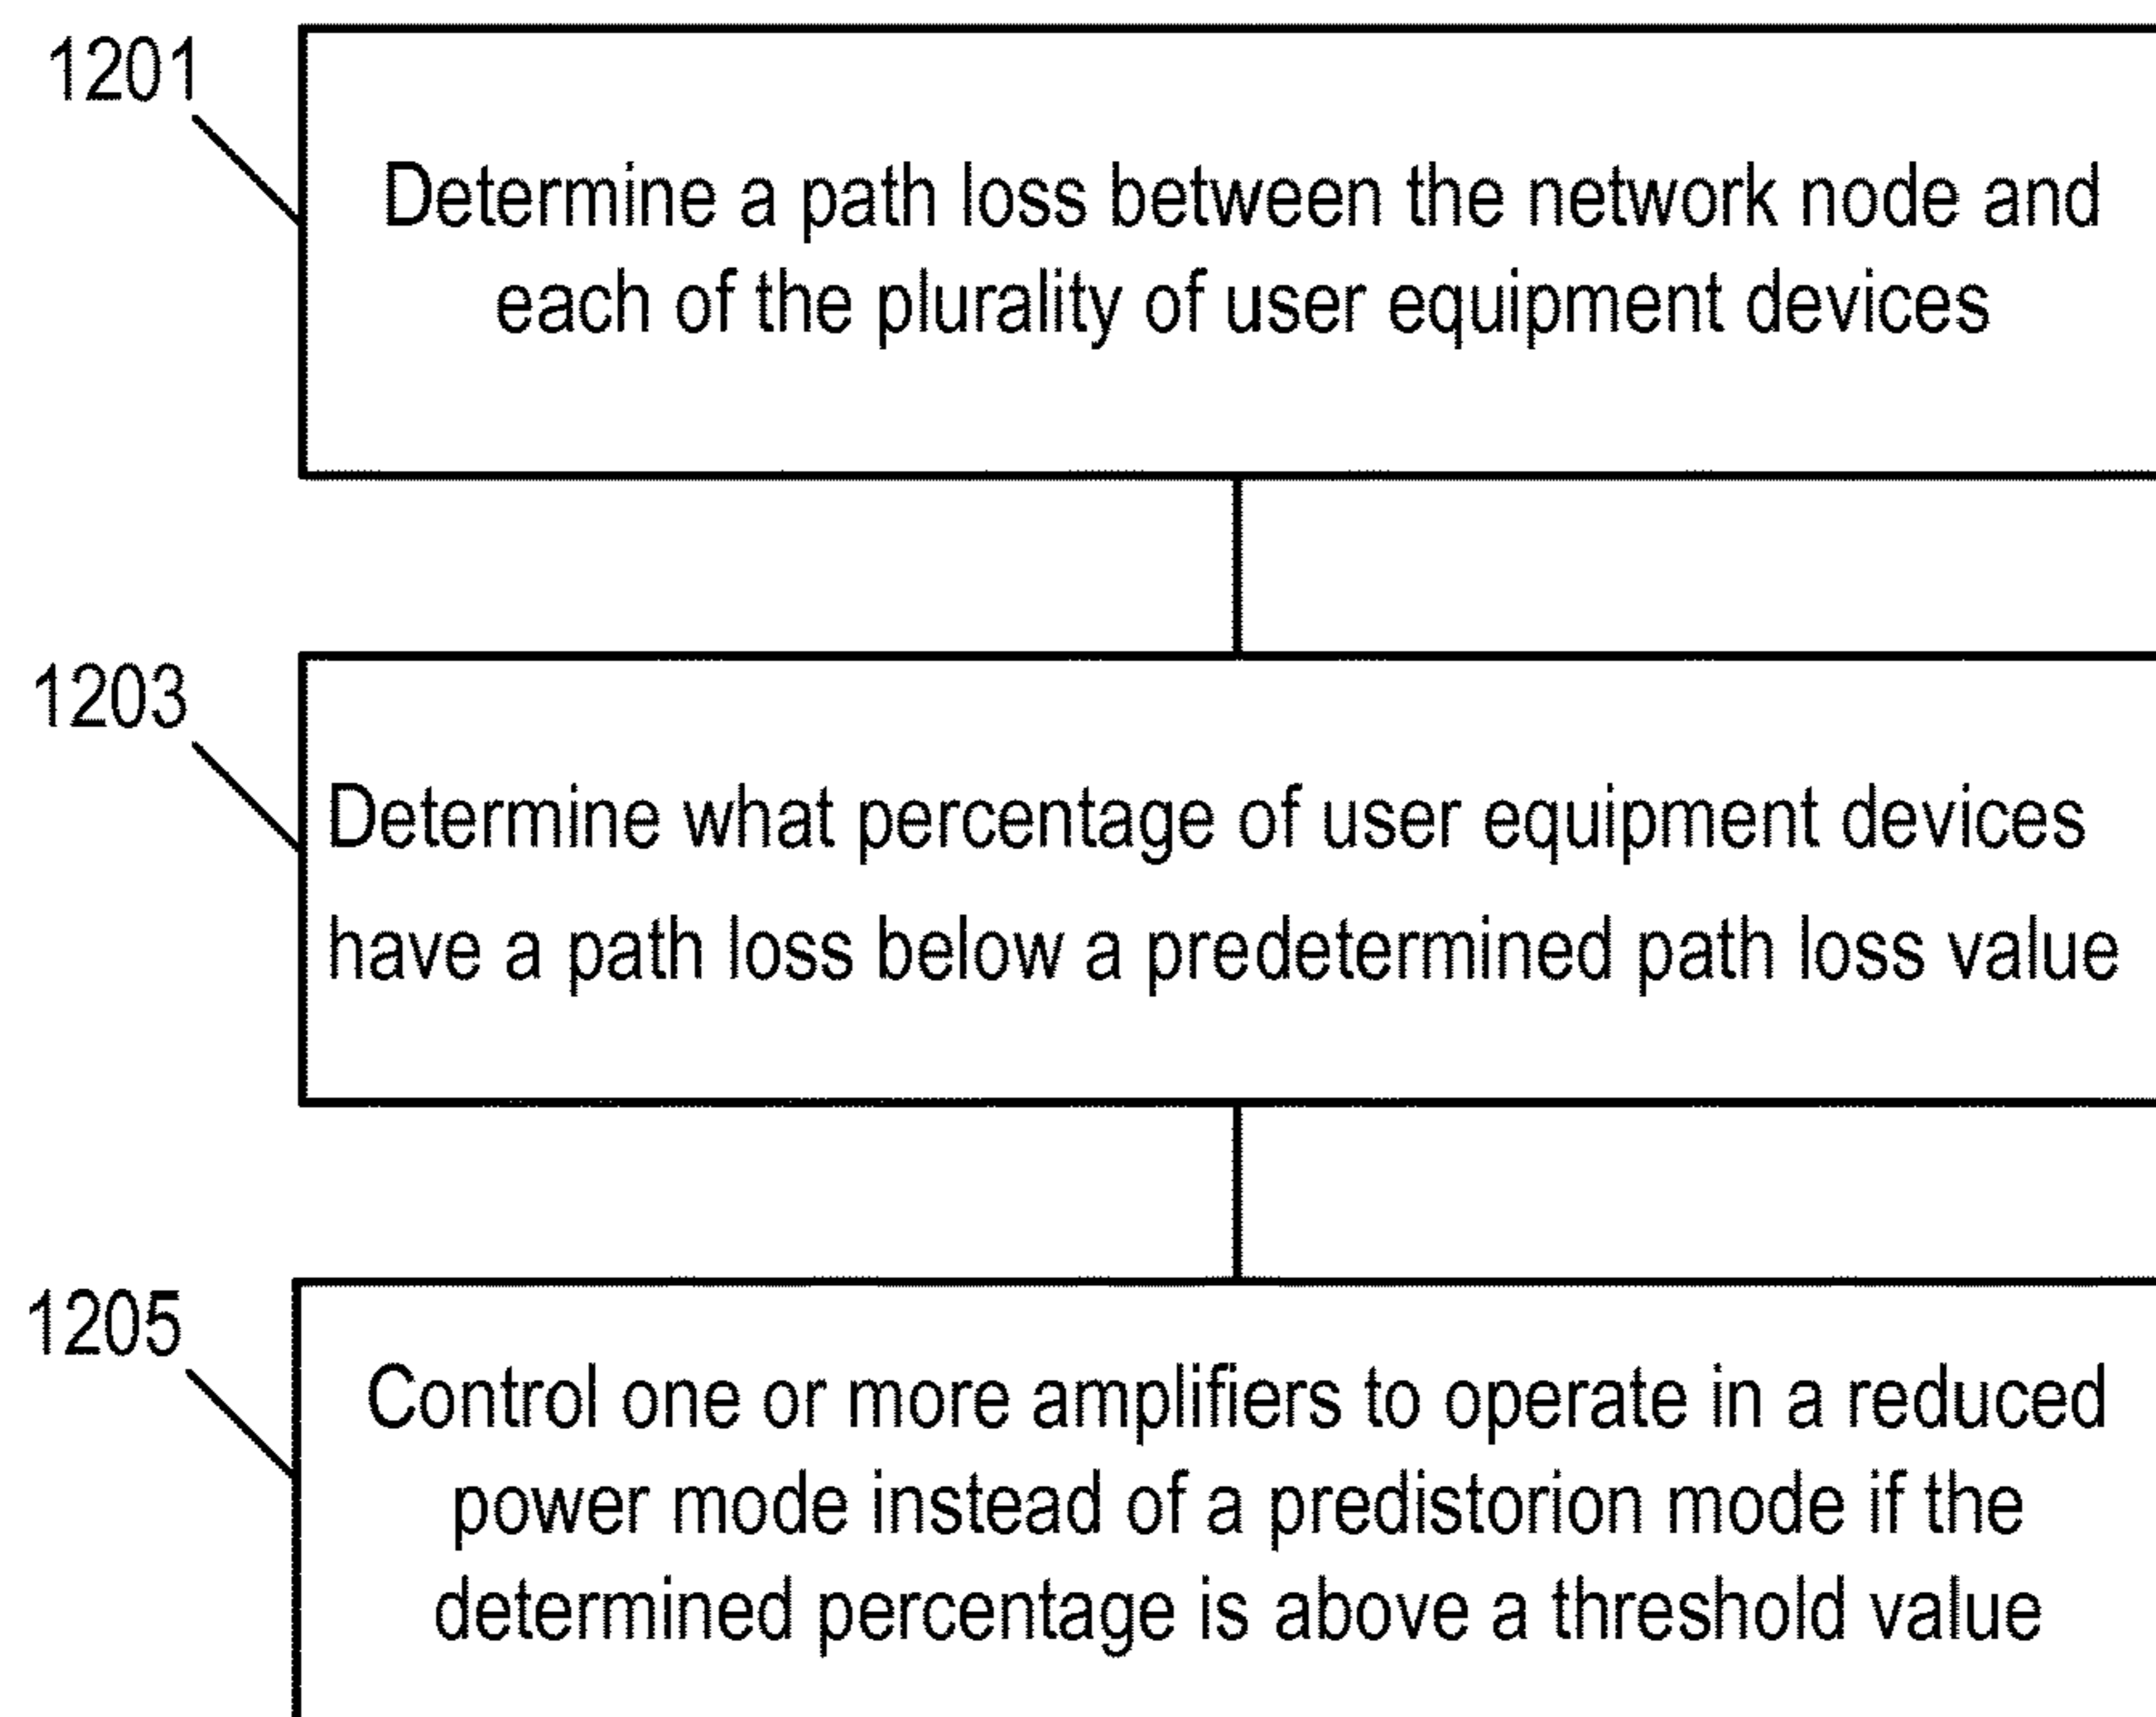 1201
Determine a path loss between the network node and
each of the plurality of user equipment devices
1203
Determine what percentage of user equipment devices
have a path loss below a predetermined path loss value
1205
Control one or more amplifiers to operate in a reduced
power mode instead of a predistorion mode if the
determined percentage is above a threshold value